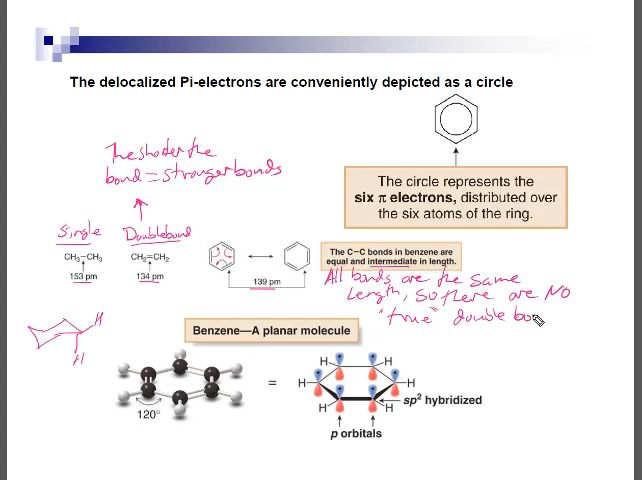 The delocalized Pi-electrons are conveniently depicted as a circle
The shorter the
bond = stronger bonds
The circle represents the
six π electrons, distributed over
the six atoms of the ring.
Single
Doublebond
CH₃−CH₃
CH₂=CH₂
153 pm
134 pm
139 pm
The C−C bonds in benzene are
equal and intermediate in length.
All bonds are the same
length, so there are NO
"true" double bo
H
H
Benzene—A planar molecule
120°
=
H
H
H
H
H
H
sp² hybridized
p orbitals